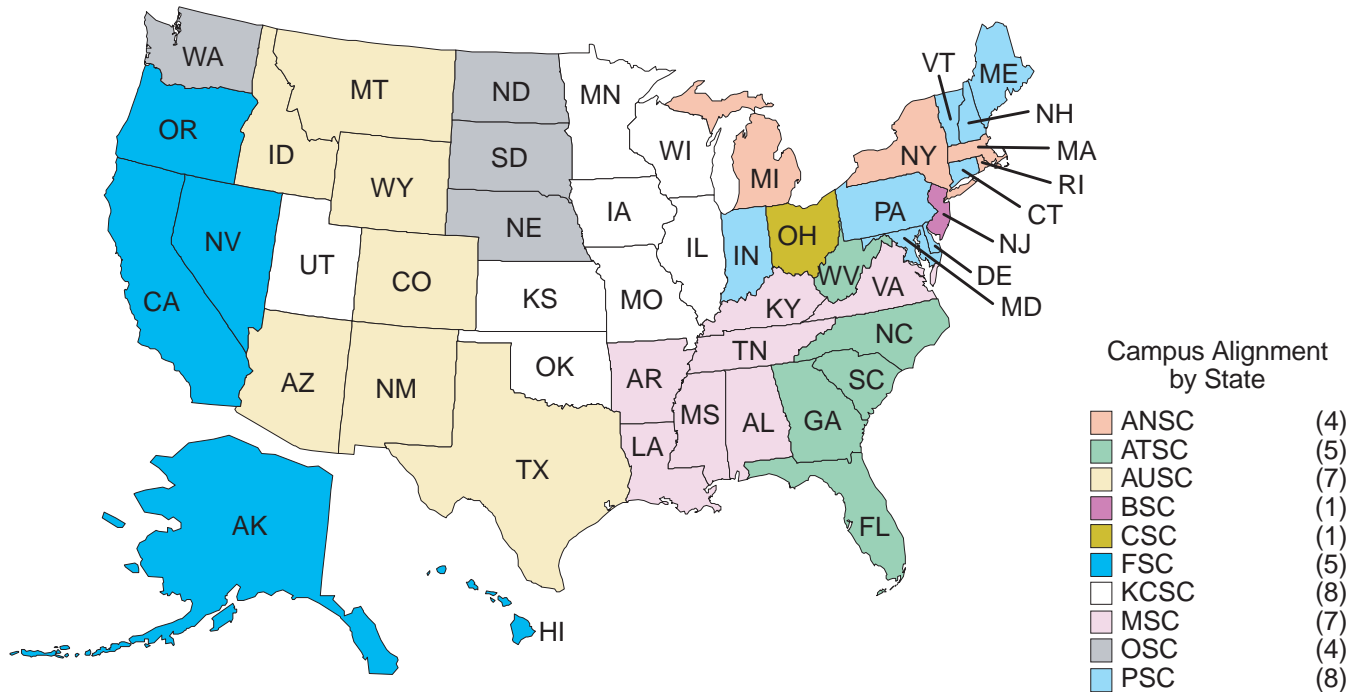 WA
MT
ND
MN
VT
ME
OR
ID
SD
WI
MI
NY
NH
MA
RI
WY
NE
IA
PA
CT
NV
UT
CO
IL
IN
OH
NJ
CA
KS
MO
WV
VA
DE
KY
MD
AZ
NM
OK
AR
TN
NC
SC
MS
AL
GA
LA
TX
FL
AK
HI
Campus Alignment
by State
ANSC (4)
ATSC (5)
AUSC (7)
BSC (1)
CSC (1)
FSC (5)
KCSC (8)
MSC (7)
OSC (4)
PSC (8)